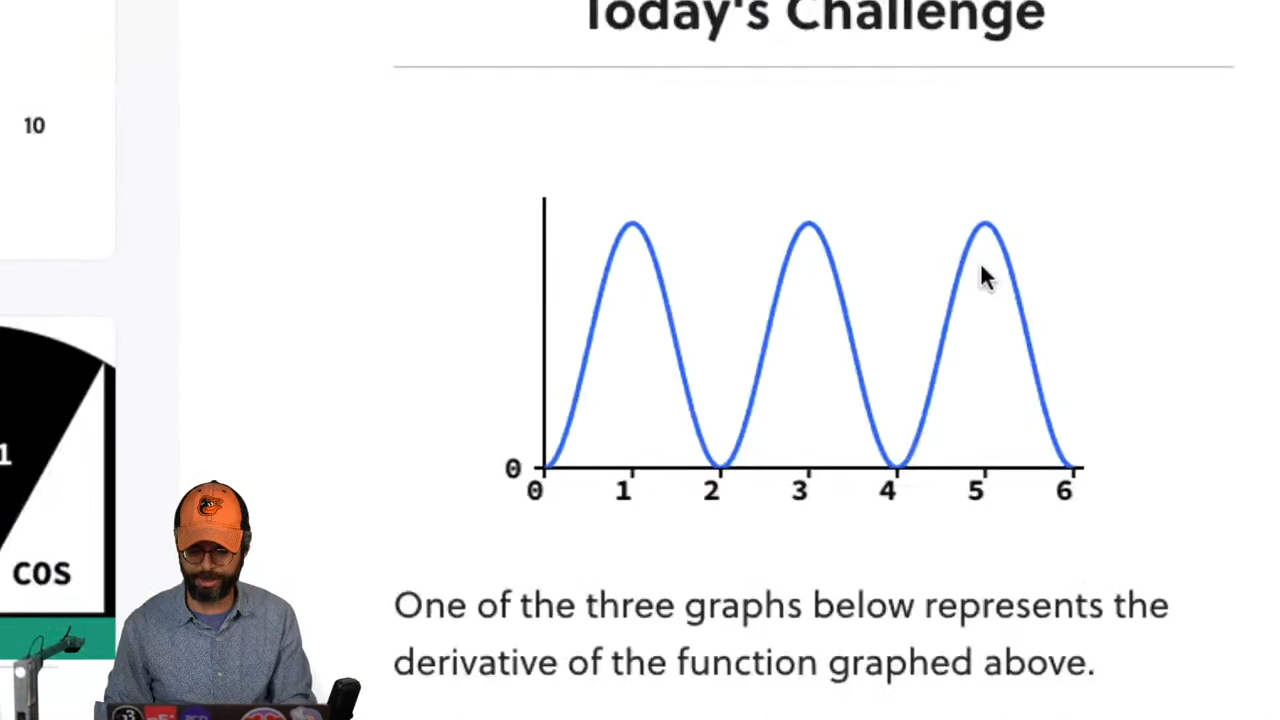 Today's Challenge
10
0
0 1 2 3 4 5 6
1
COS
One of the three graphs below represents the
derivative of the function graphed above.